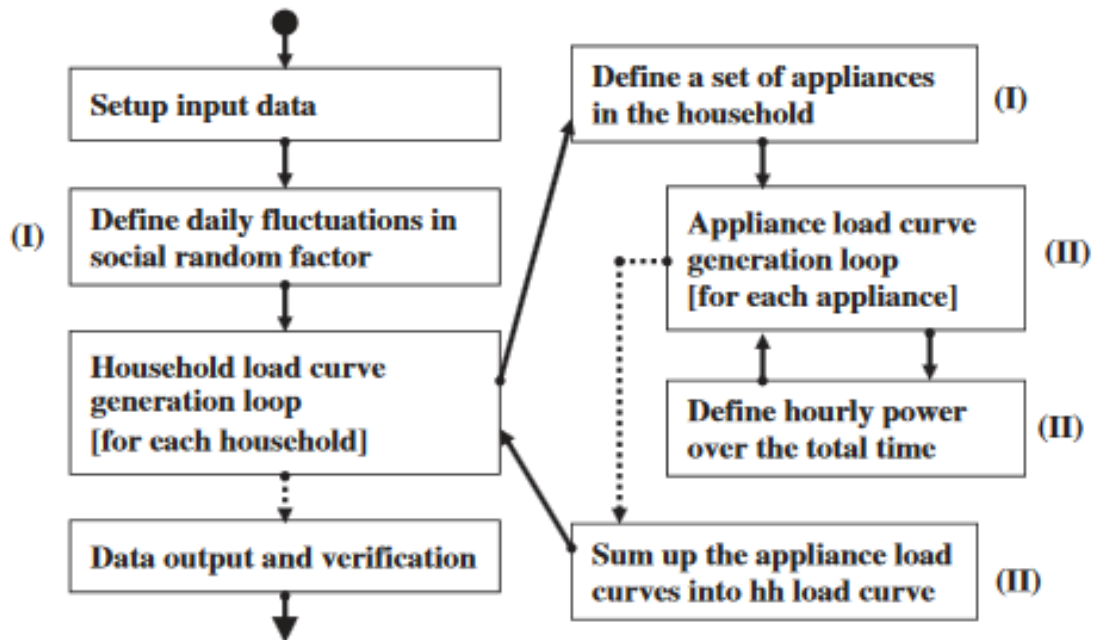 Setup input data
(I)
Define daily fluctuations in
social random factor
Household load curve
generation loop
[for each household]
Data output and verification
Define a set of appliances
in the household
(I)
Appliance load curve
generation loop
[for each appliance]
(II)
Define hourly power
over the total time
(II)
Sum up the appliance load
curves into hh load curve
(II)